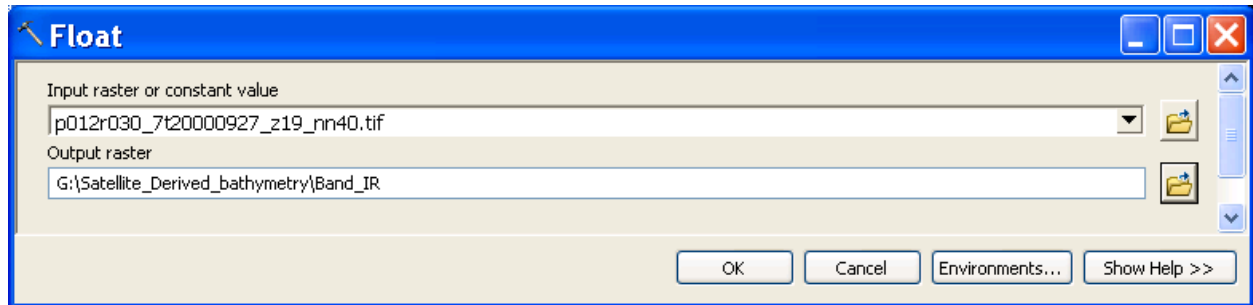 Float
Input raster or constant value
p012r030_7t20000927_z19_nn40.tif
Output raster
G:\Satellite_Derived_bathymetry\Band_IR
OK Cancel Environments... Show Help >>